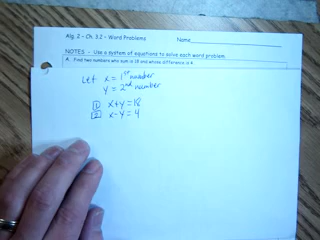 Alg. 2 - Ch. 3.2 - Word Problems Name
NOTES - Use a system of equations to solve each word problem.
A. Find two numbers who sum is 18 and whose difference is 4.
Let x = 1st number
y = 2nd number
1 x+y = 18
2 x-y = 4